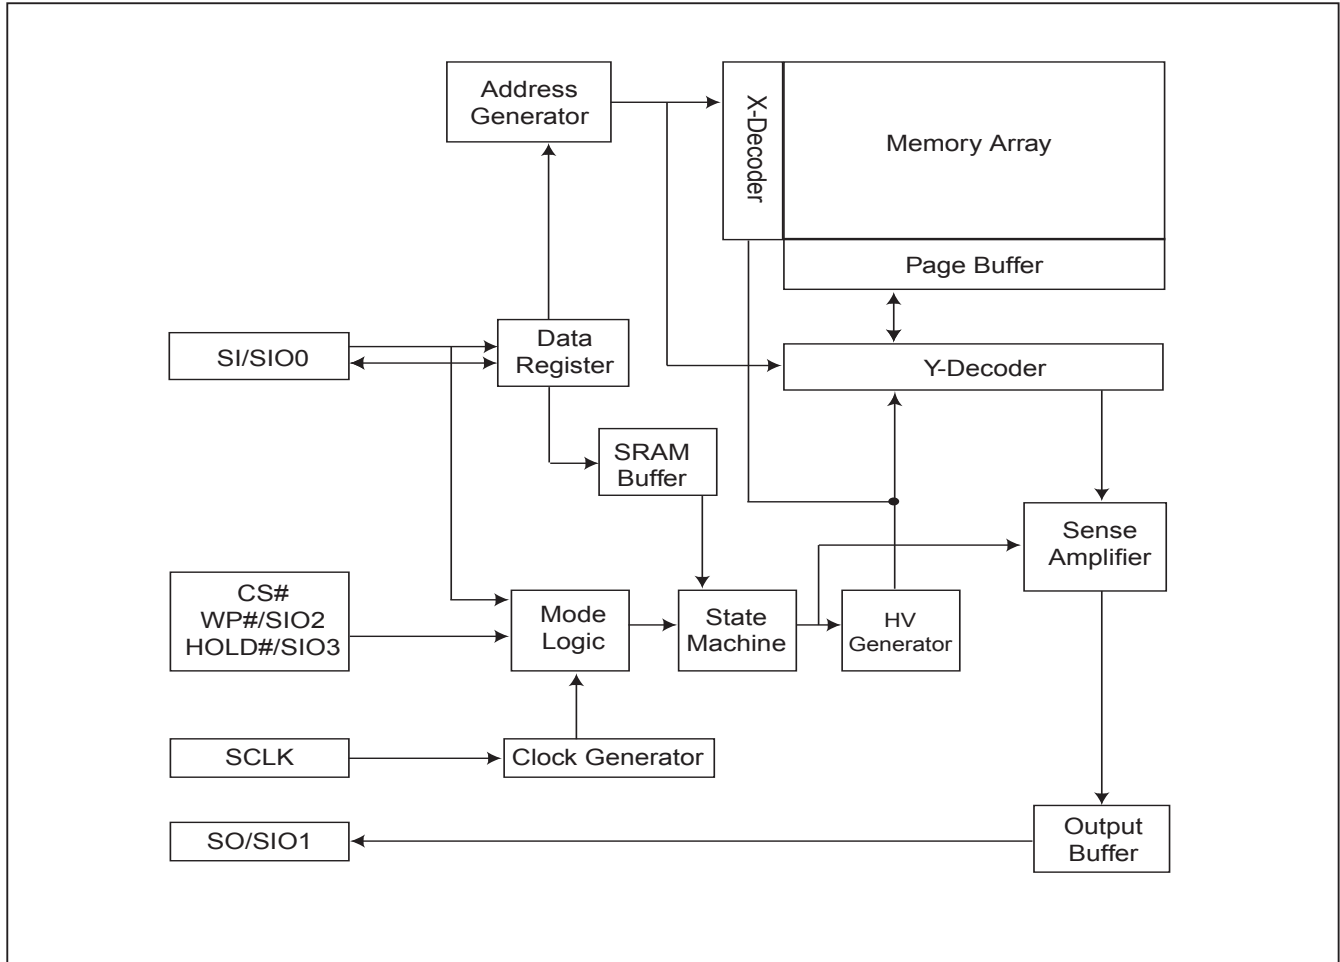 Address
Generator
X-Decoder
Memory Array
Page Buffer
SI/SIO0
Data
Register
Y-Decoder
SRAM
Buffer
Sense
Amplifier
CS#
WP#/SIO2
HOLD#/SIO3
Mode
Logic
State
Machine
HV
Generator
SCLK
Clock Generator
SO/SIO1
Output
Buffer